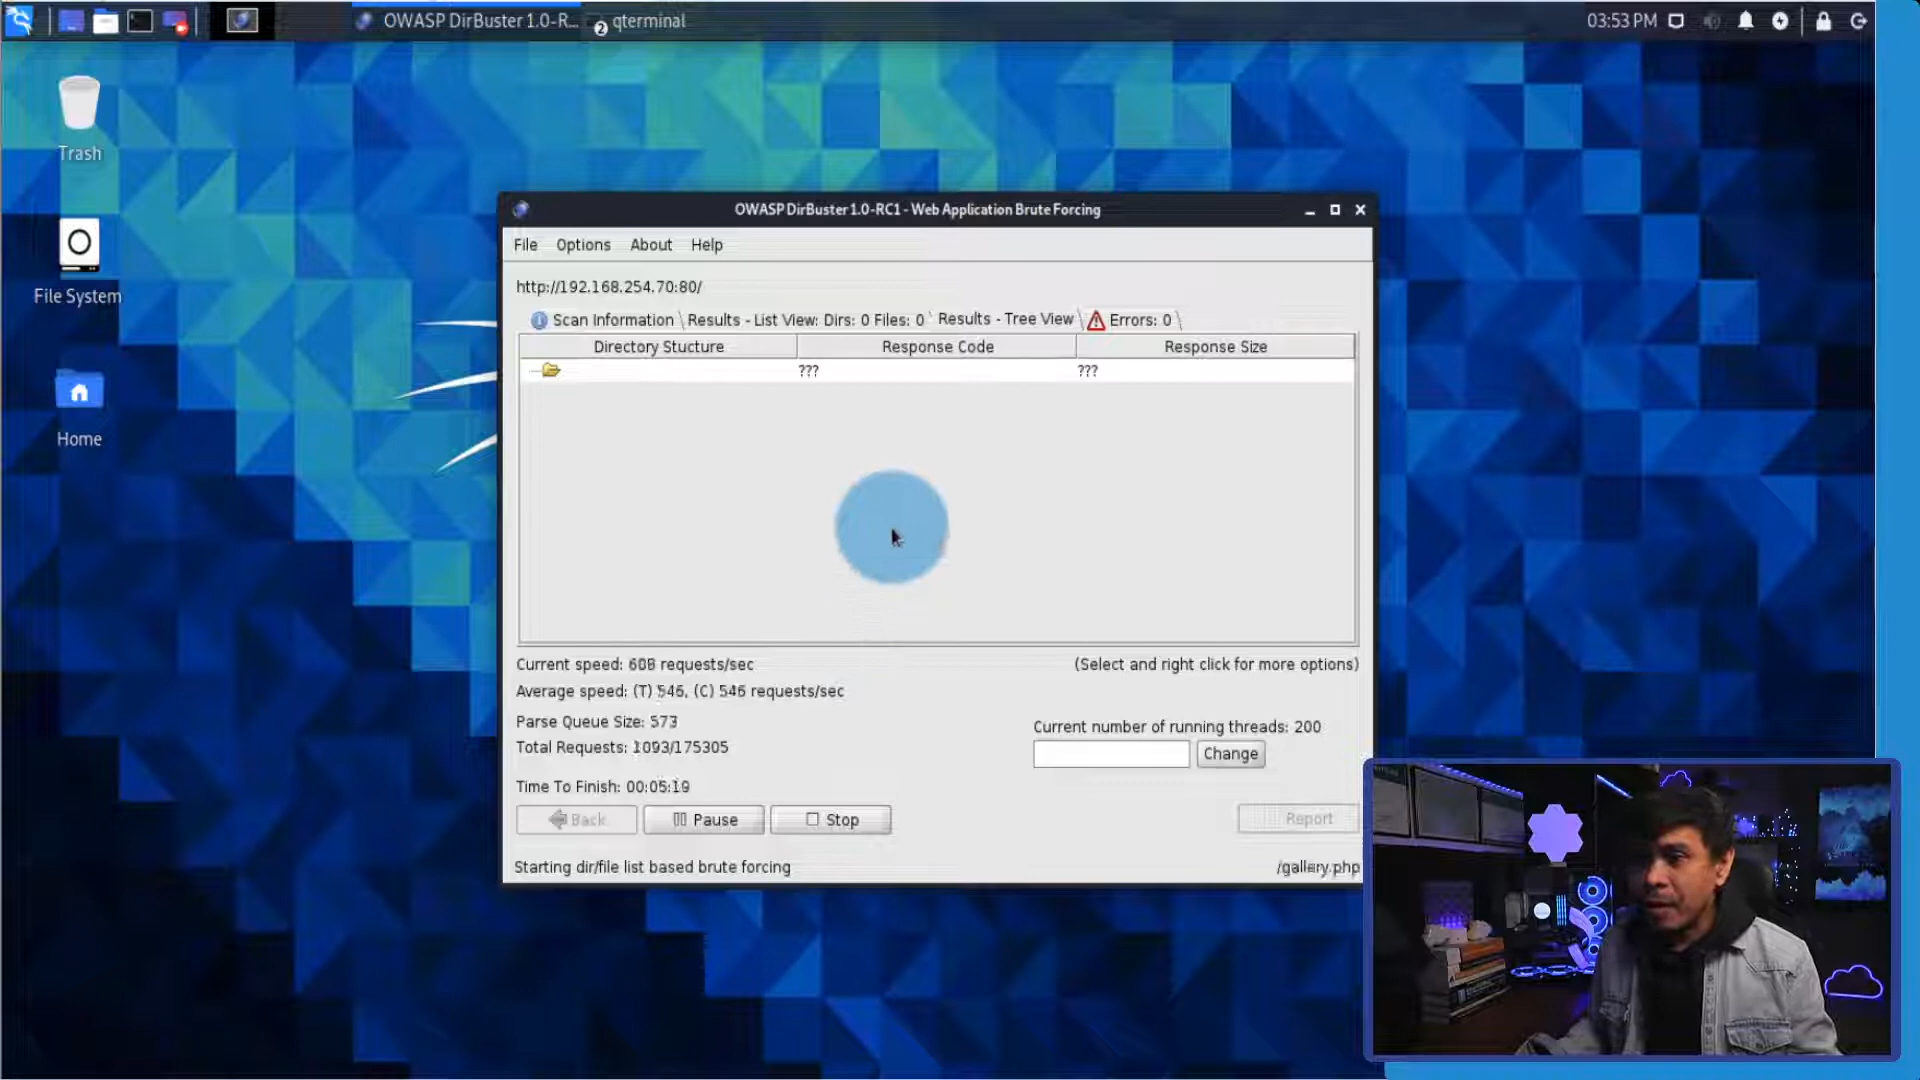 OWASP DirBuster 1.0-R...
2 qterminal
03:53 PM
Trash
File System
Home
OWASP DirBuster 1.0-RC1 - Web Application Brute Forcing
File Options About Help
http://192.168.254.70:80/
Scan Information \ Results - List View: Dirs: 0 Files: 0 \ Results - Tree View \ Errors: 0 \
Directory Stucture Response Code Response Size
??? ???
Current speed: 608 requests/sec
(Select and right click for more options)
Average speed: (T) 546, (C) 546 requests/sec
Parse Queue Size: 573
Current number of running threads: 200
Total Requests: 1093/175305
Change
Time To Finish: 00:05:19
Back Pause Stop
Report
Starting dir/file list based brute forcing
/gallery.php